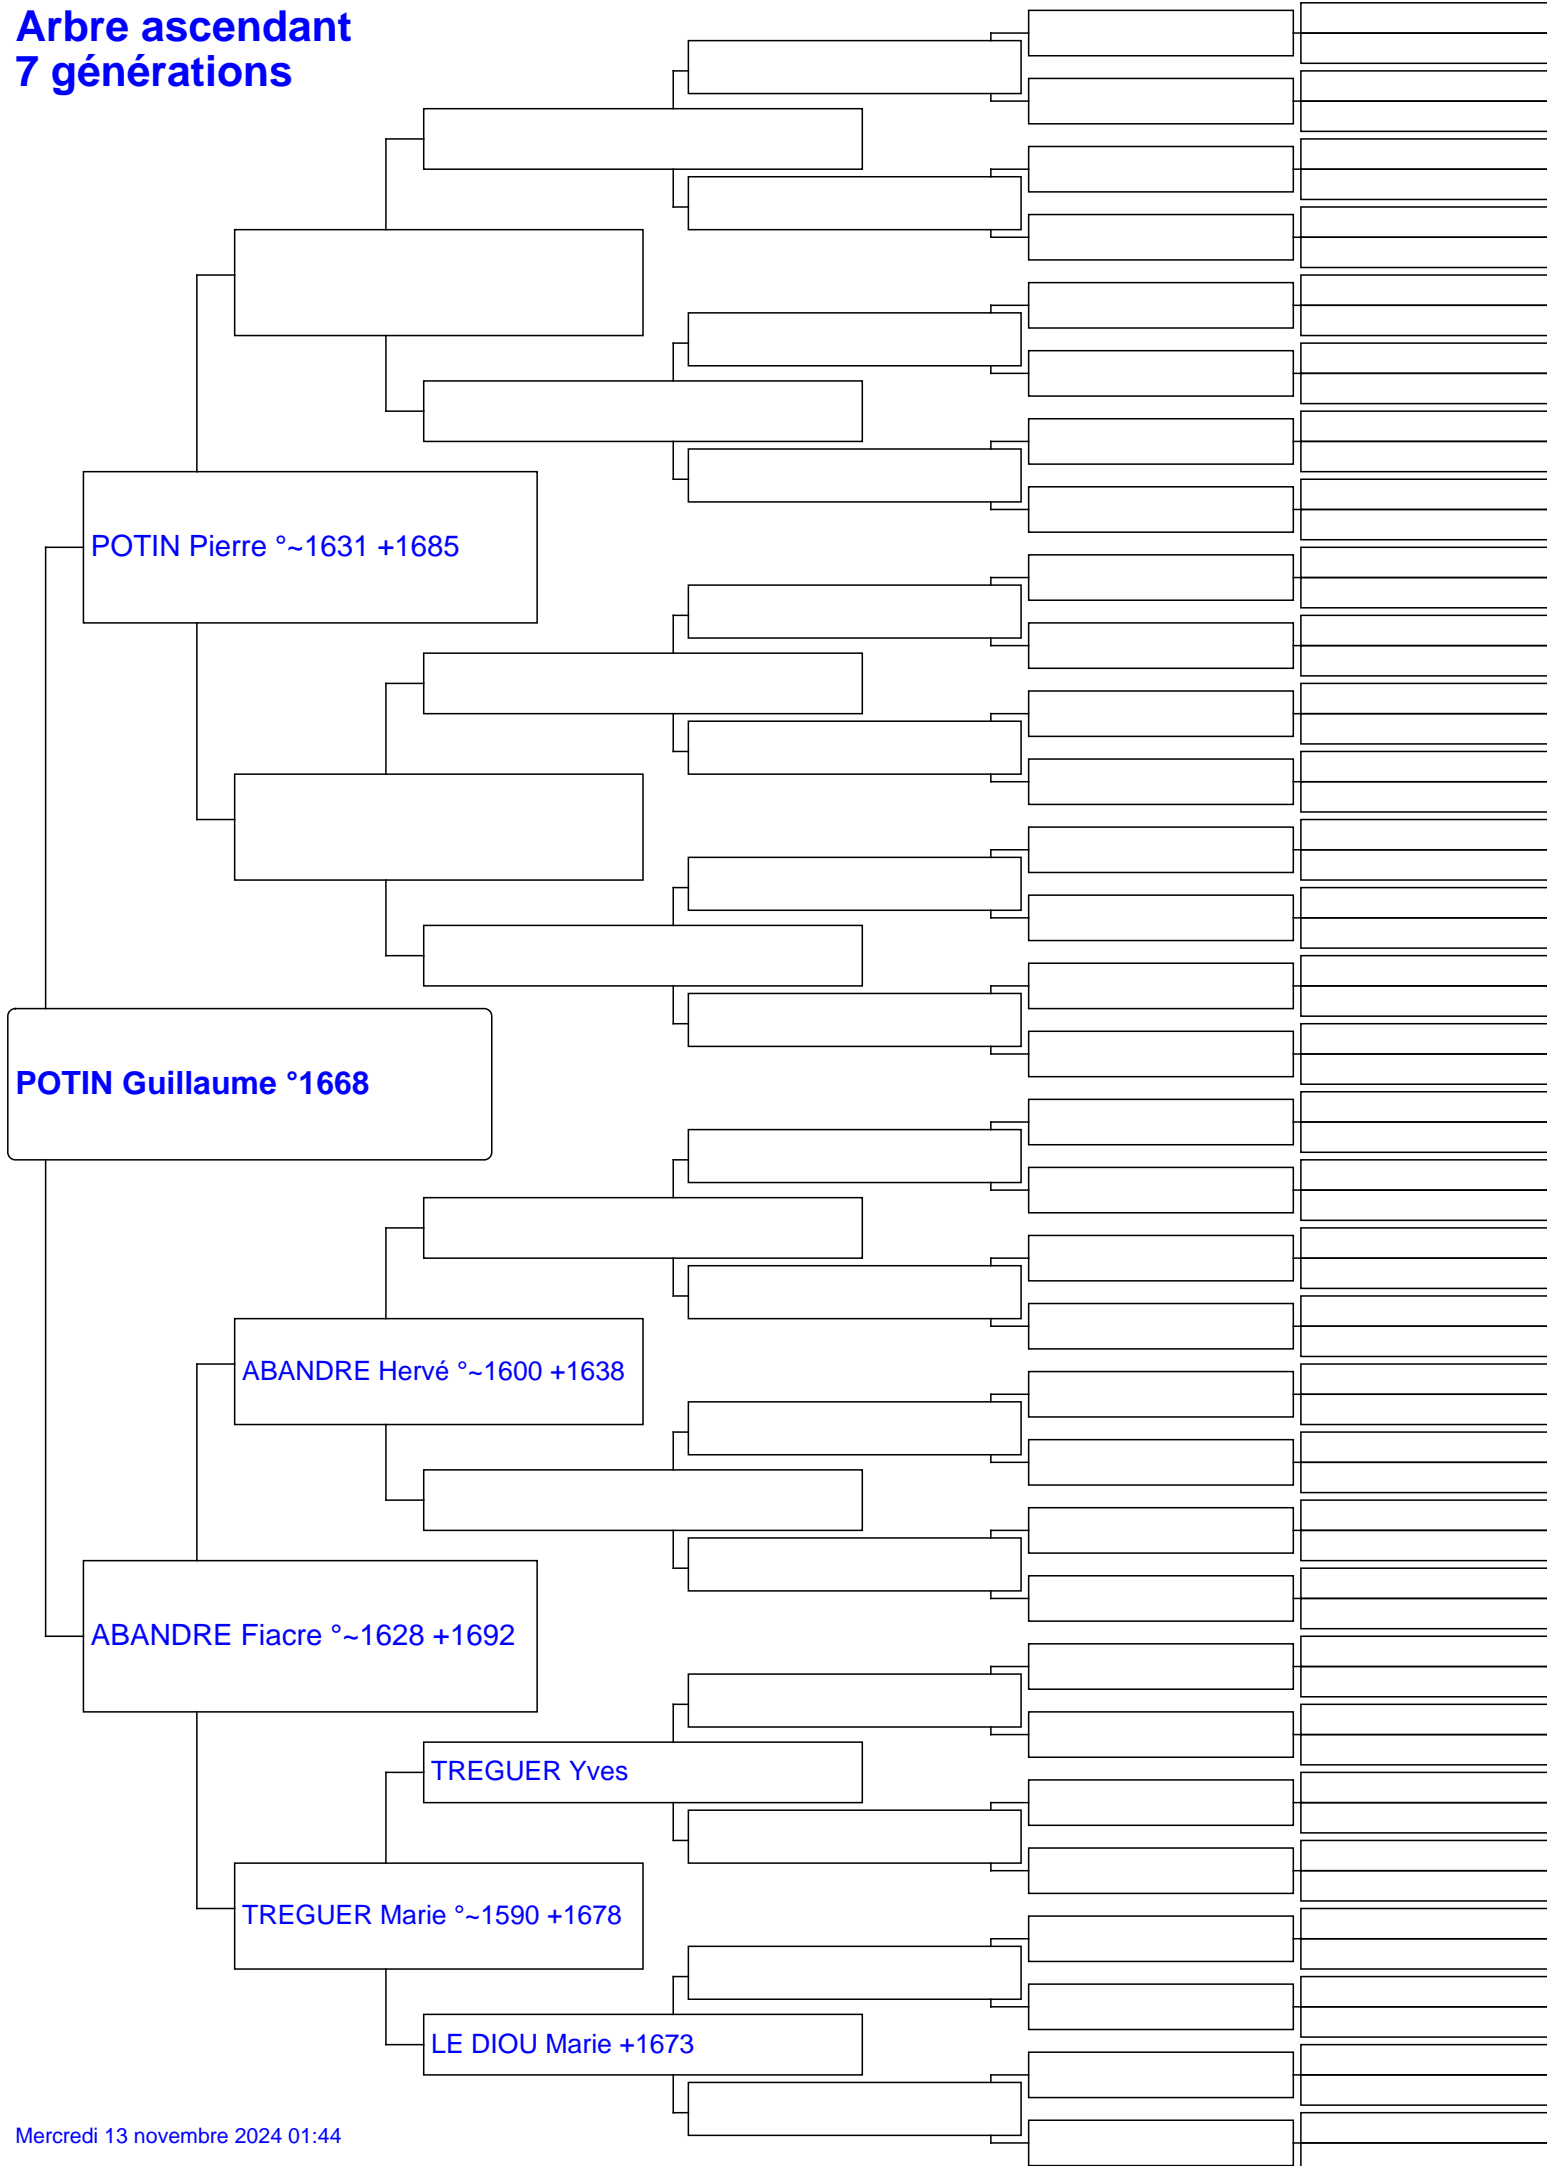 Arbre ascendant
7 générations
POTIN Pierre °~1631 +1685
POTIN Guillaume °1668
ABANDRE Hervé °~1600 +1638
ABANDRE Fiacre °~1628 +1692
TREGUER Yves
TREGUER Marie °~1590 +1678
LE DIOU Marie +1673
Mercredi 13 novembre 2024 01:44